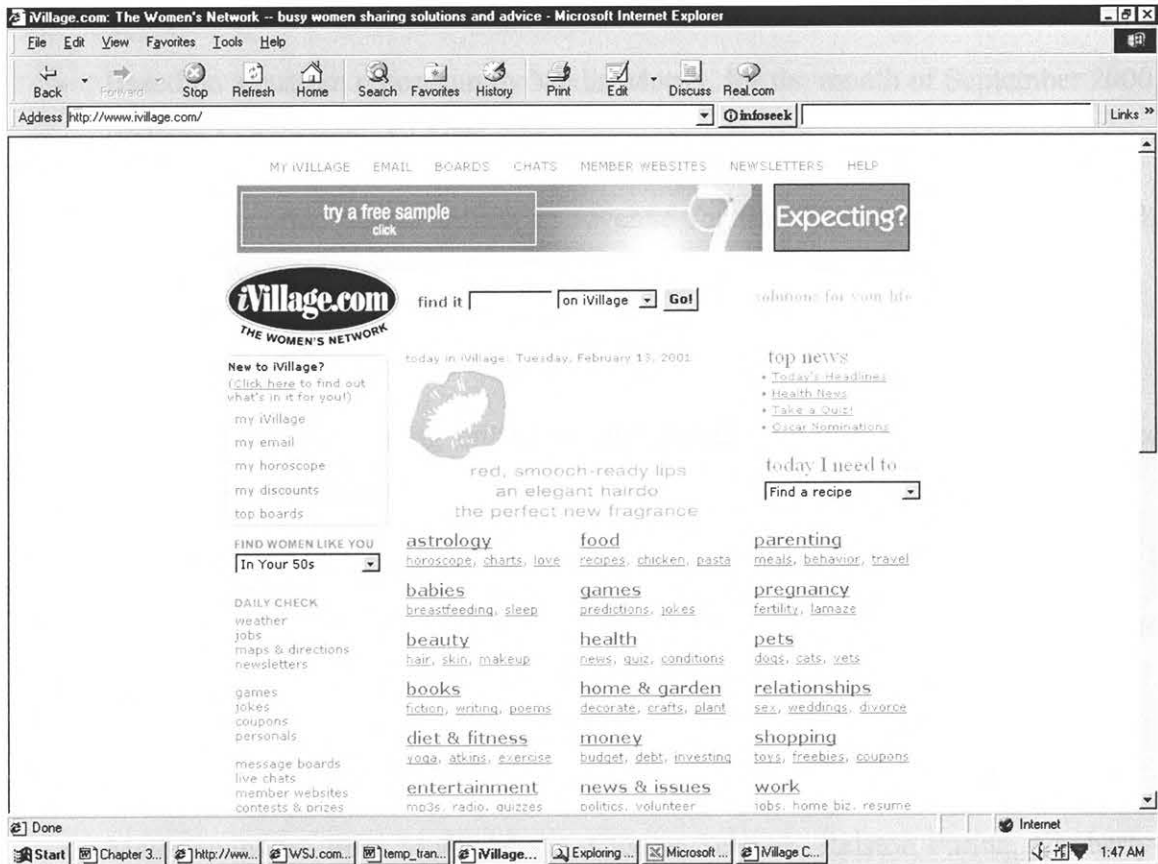 iVillage.com: The Women's Network -- busy women sharing solutions and advice - Microsoft Internet Explorer
File Edit View Favorites Tools Help
Back Forward Stop Refresh Home Search Favorites History Print Edit Discuss Real.com
month of September 2000
Address http://www.ivillage.com/ infoseek Links »
MY iVILLAGE EMAIL BOARDS CHATS MEMBER WEBSITES NEWSLETTERS HELP
try a free sample
click
Expecting?
iVillage.com
THE WOMEN'S NETWORK
find it on iVillage Go!
solutions for your life
New to iVillage?
(Click here to find out
what's in it for you!)
my iVillage
my email
my horoscope
my discounts
top boards
FIND WOMEN LIKE YOU
In Your 50s
DAILY CHECK
weather
jobs
maps & directions
newsletters
games
jokes
coupons
personals
message boards
live chats
member websites
contests & prizes
today in iVillage: Tuesday, February 13, 2001
red, smooch-ready lips
an elegant hairdo
the perfect new fragrance
top news
• Today's Headlines
• Health News
• Take a Quiz!
• Oscar Nominations
today I need to
Find a recipe
astrology
horoscope, charts, love
babies
breastfeeding, sleep
beauty
hair, skin, makeup
books
fiction, writing, poems
diet & fitness
yoga, atkins, exercise
entertainment
mp3s, radio, quizzes
food
recipes, chicken, pasta
games
predictions, jokes
health
news, quiz, conditions
home & garden
decorate, crafts, plant
money
budget, debt, investing
news & issues
politics, volunteer
parenting
meals, behavior, travel
pregnancy
fertility, lamaze
pets
dogs, cats, vets
relationships
sex, weddings, divorce
shopping
toys, freebies, coupons
work
jobs, home biz, resume
Done Internet
Start Chapter 3... http://ww... WSJ.com... temp_tran... iVillage... Exploring ... Microsoft ... iVillage C... 1:47 AM